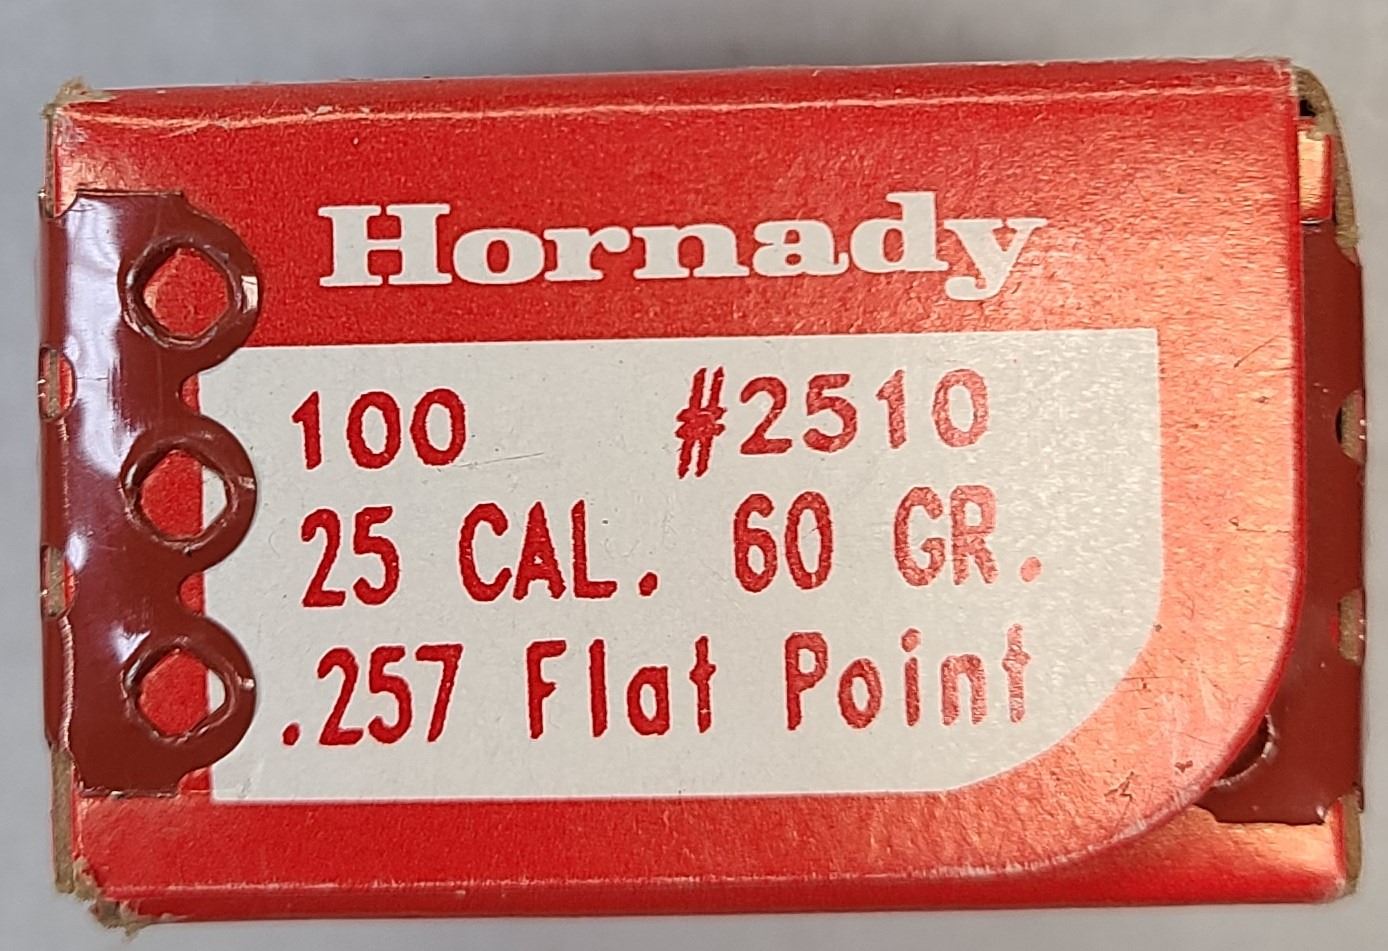 Hornady
100 #2510
25 CAL. 60 GR.
.257 Flat Point